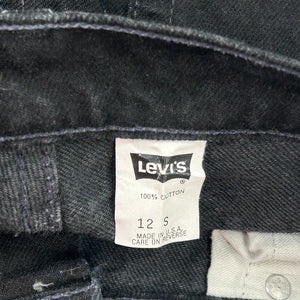 LEVI'S
®
100% COTTON
12 S
MADE IN U.S.A.
CARE ON REVERSE